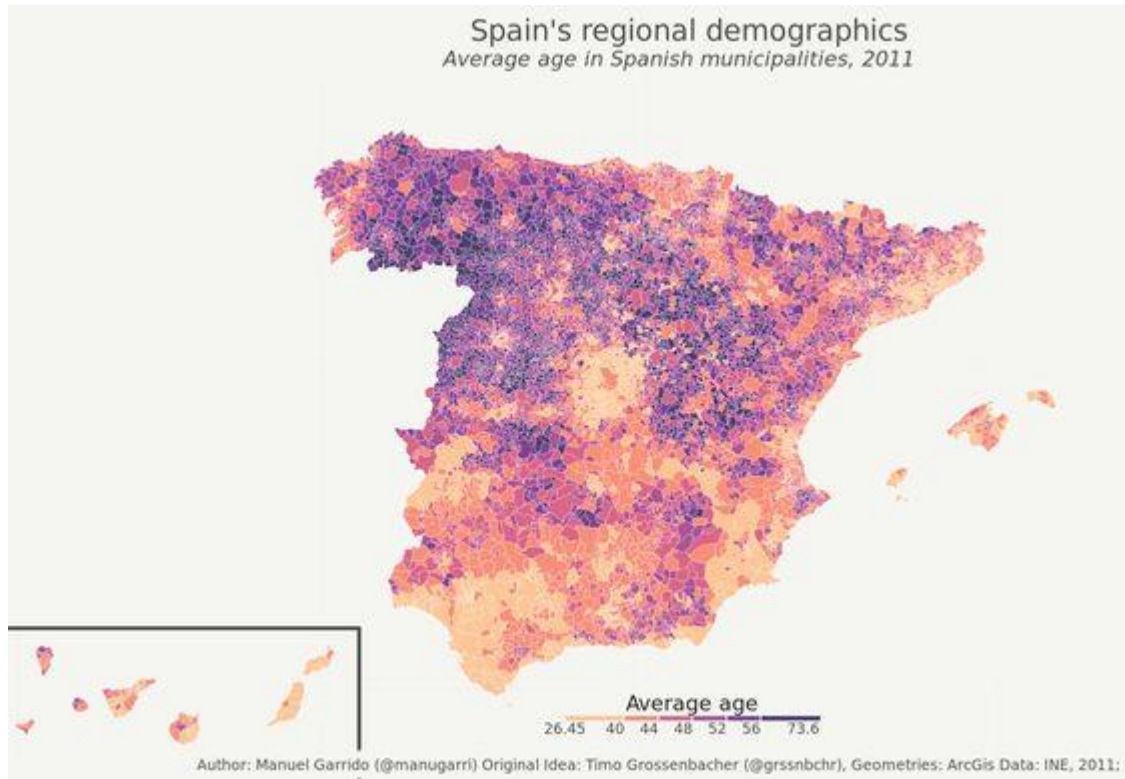 Spain's regional demographics
Average age in Spanish municipalities, 2011
Average age
26.45 40 44 48 52 56 73.6
Author: Manuel Garrido (@manugarri) Original Idea: Timo Grossenbacher (@grssnbchr), Geometries: ArcGis Data: INE, 2011;